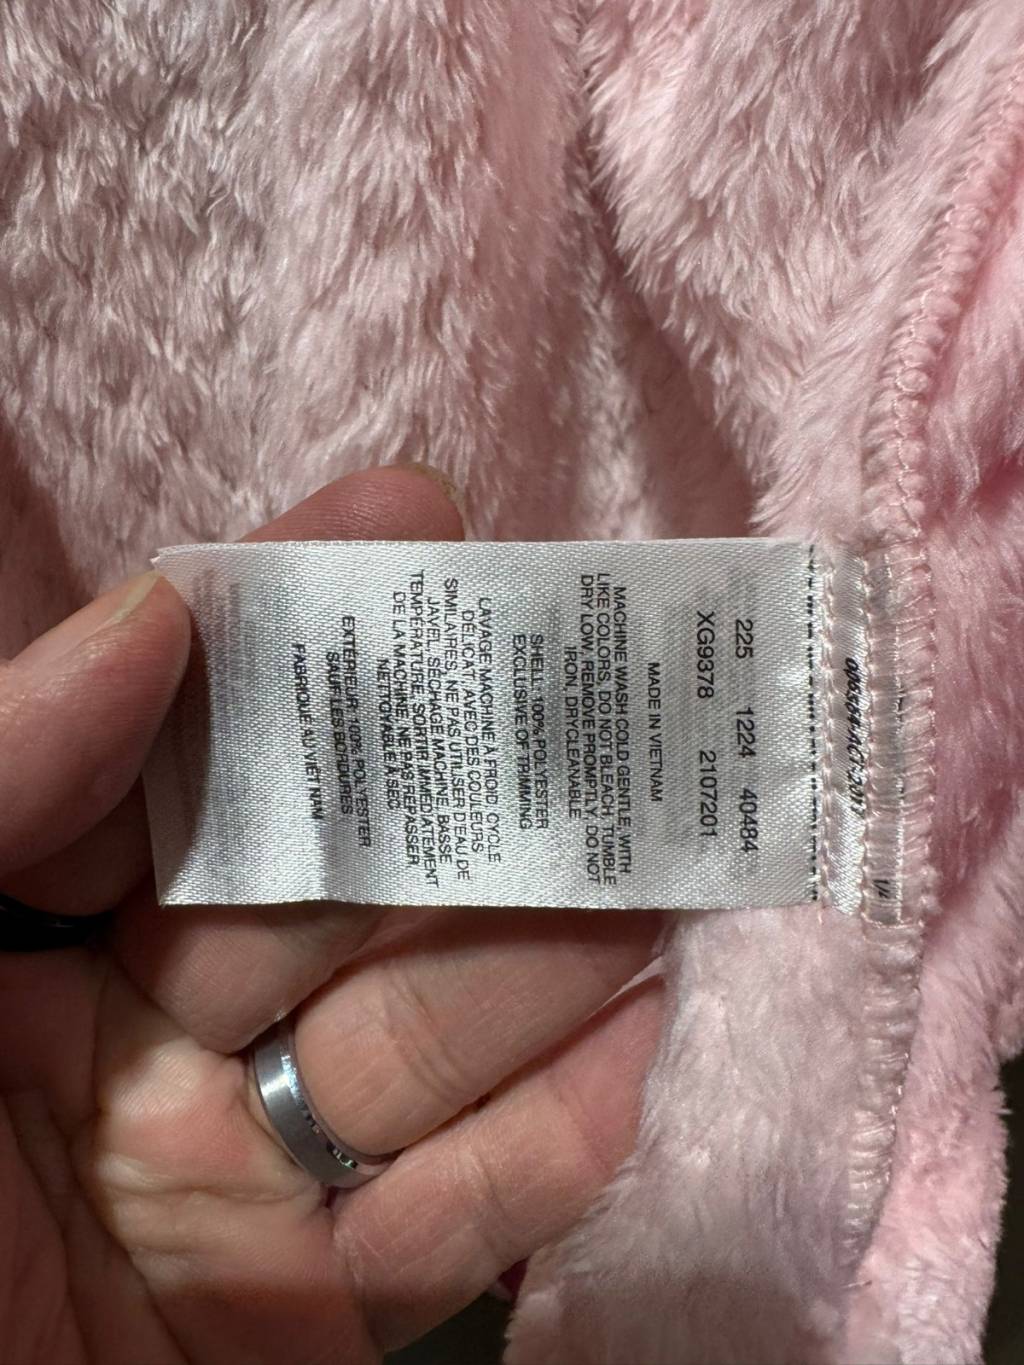 225 1224 40484
XG9378 2107201
MADE IN VIETNAM
MACHINE WASH COLD GENTLE, WITH
LIKE COLORS, DO NOT BLEACH, TUMBLE
DRY LOW, REMOVE PROMPTLY, DO NOT
IRON, DRYCLEANABLE
SHELL: 100% POLYESTER
EXCLUSIVE OF TRIMMING
LAVAGE MACHINE À FROID, CYCLE
DÉLICAT, AVEC DES COULEURS
SIMILAIRES, NE PAS UTILISER D'EAU DE
JAVEL, SÉCHAGE MACHINE, BASSE
TEMPÉRATURE, SORTIR IMMÉDIATEMENT
DE LA MACHINE, NE PAS REPASSER,
NETTOYABLE À SEC
EXTÉRIEUR: 100% POLYESTER
SAUF LES BORDURES
FABRIQUÉ AU VIET NAM
1/2